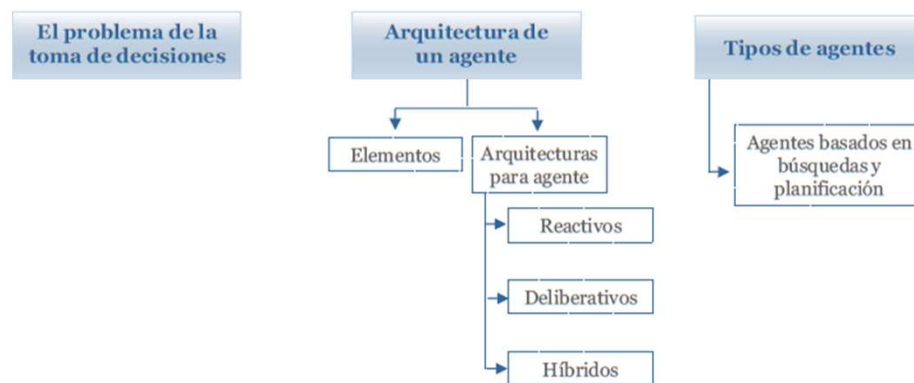 El problema de la
toma de decisiones
Arquitectura de
un agente
Tipos de agentes
Elementos
Arquitecturas
para agente
Agentes basados en
búsquedas y
planificación
Reactivos
Deliberativos
Híbridos